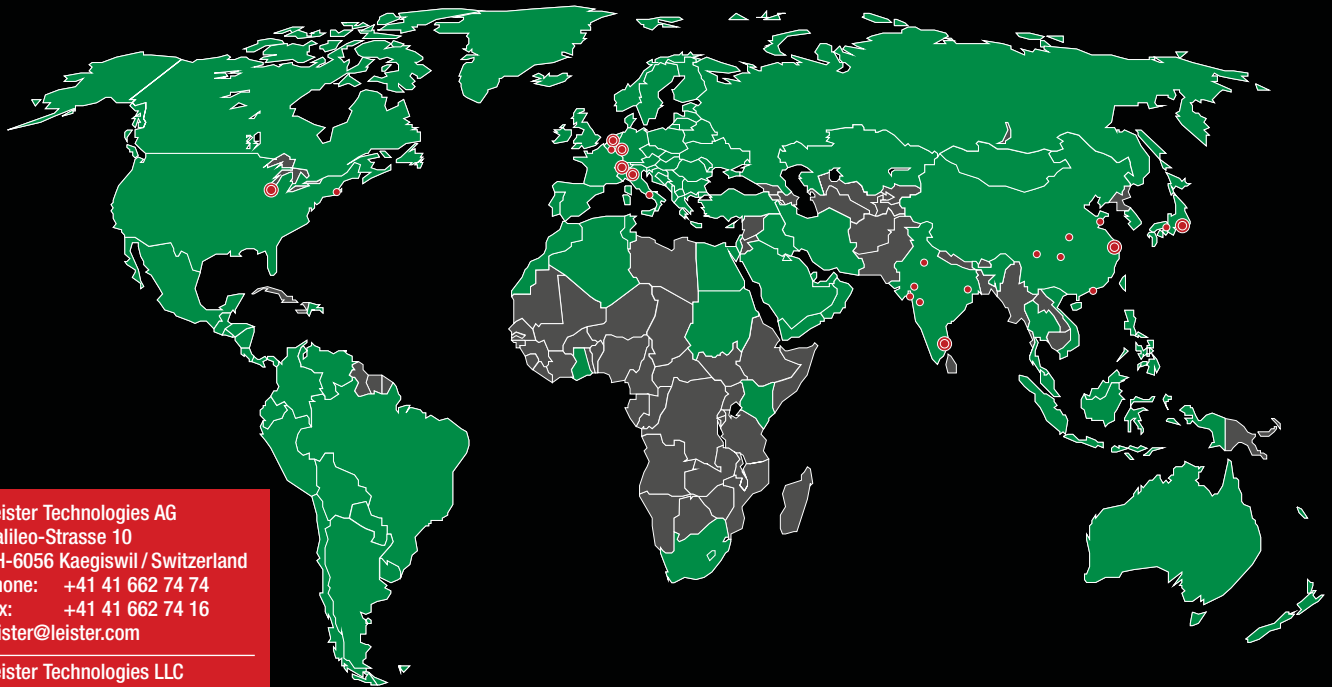 eister Technologies AG
alileo-Strasse 10
H-6056 Kaegiswil / Switzerland
hone: +41 41 662 74 74
x: +41 41 662 74 16
ister@leister.com
eister Technologies LLC